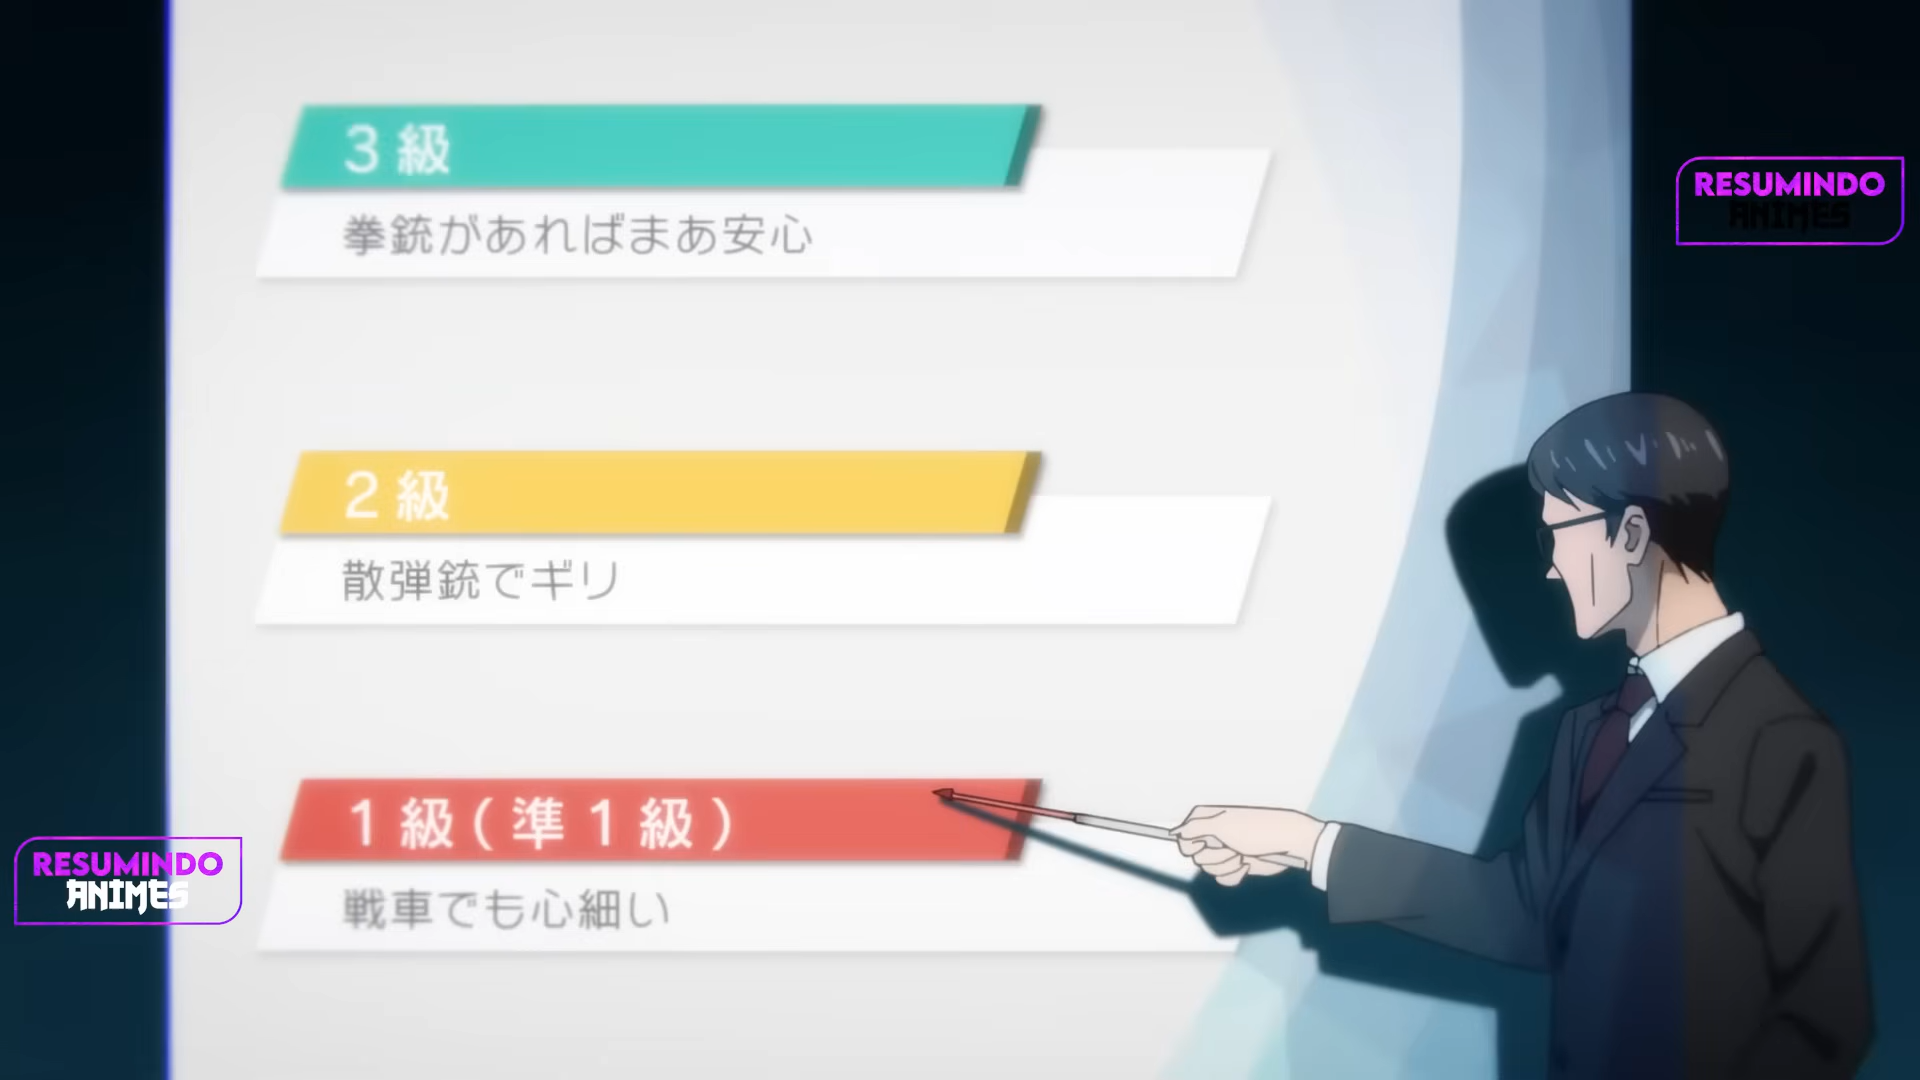 3級
拳銃があればまあ安心
RESUMINDO
ANIMES
2級
散弾銃でギリ
1級(準1級)
戦車でも心細い
RESUMINDO
ANIMES